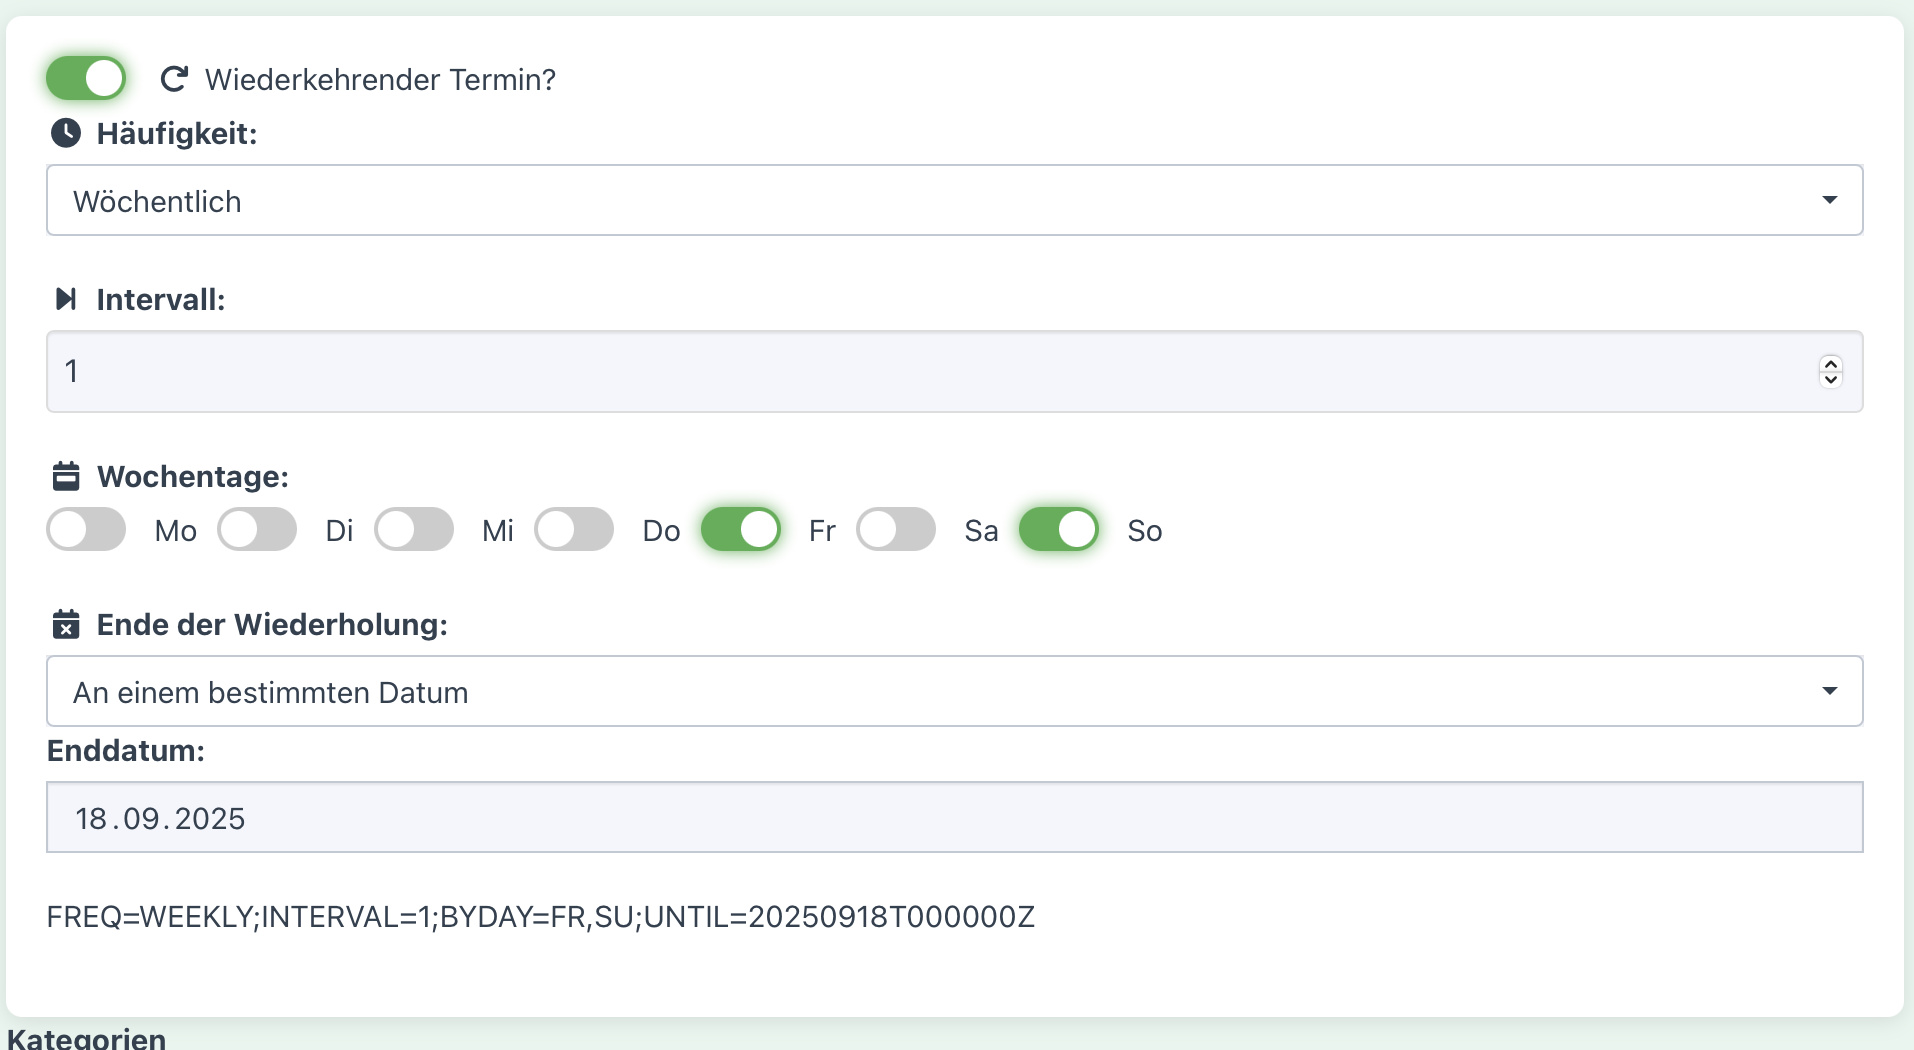 Wiederkehrender Termin?
Häufigkeit:
Wöchentlich
Intervall:
1
Wochentage:
Mo Di Mi Do Fr Sa So
Ende der Wiederholung:
An einem bestimmten Datum
Enddatum:
18.09.2025
FREQ=WEEKLY;INTERVAL=1;BYDAY=FR,SU;UNTIL=20250918T000000Z
Kategorien